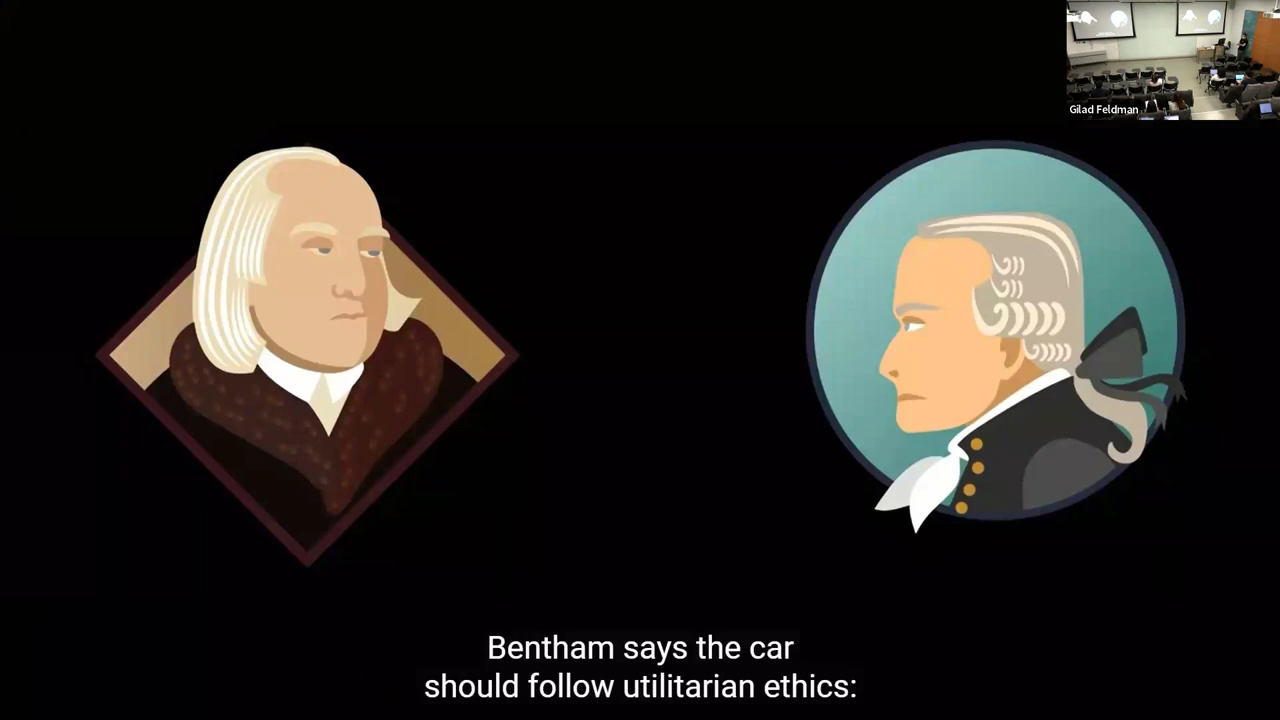 Gilad Feldman
Bentham says the car
should follow utilitarian ethics: